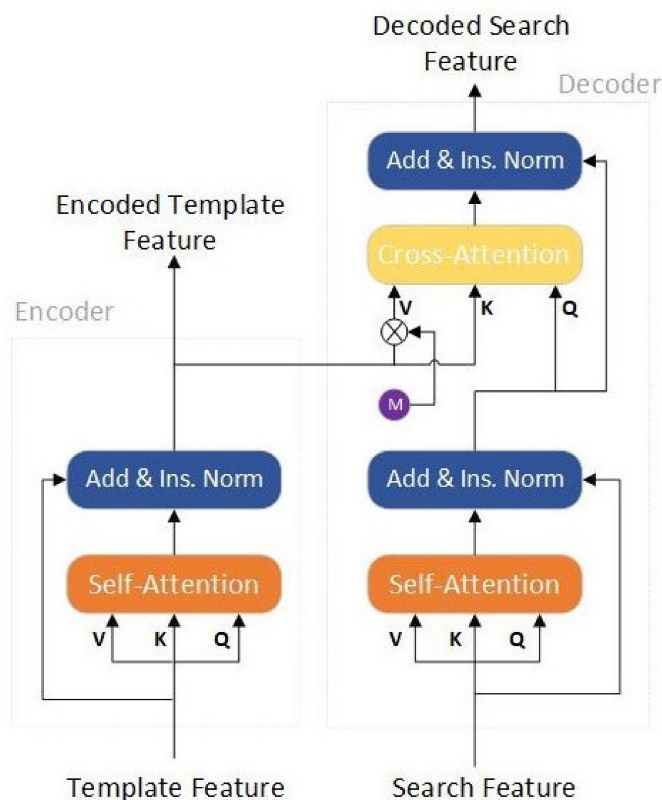 Decoded Search
Feature
Decoder
Add & Ins. Norm
Encoded Template
Feature
Cross-Attention
Encoder
V
K
Q
M
Add & Ins. Norm
Add & Ins. Norm
Self-Attention
Self-Attention
V
K
Q
V
K
Q
Template Feature
Search Feature